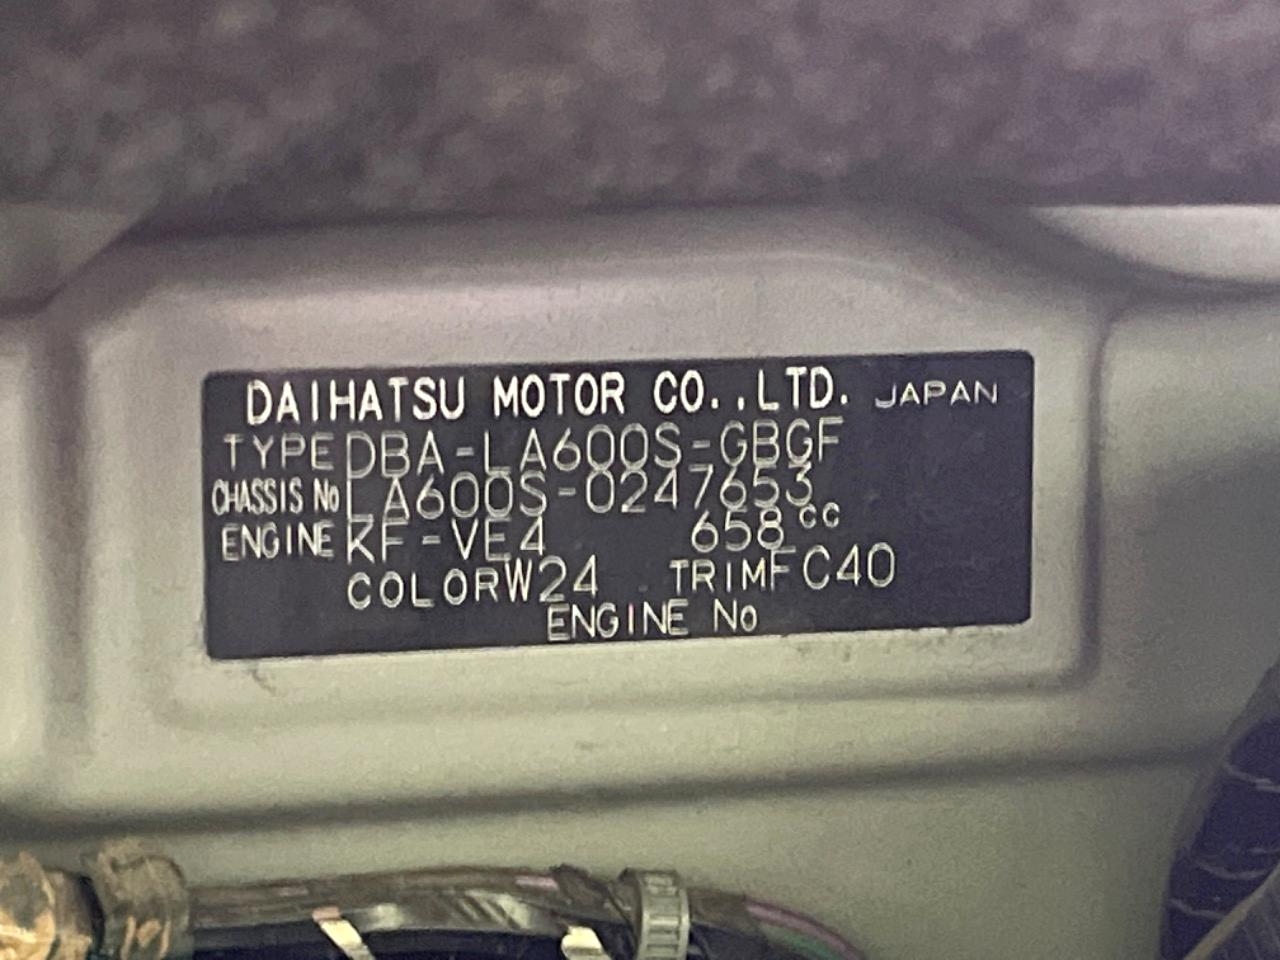 DAIHATSU MOTOR CO.,LTD. JAPAN
TYPE DBA-LA600S-GBGF
CHASSIS No LA600S-0247653
ENGINE KF-VE4 658cc
COLOR W24 TRIM FC40
ENGINE No